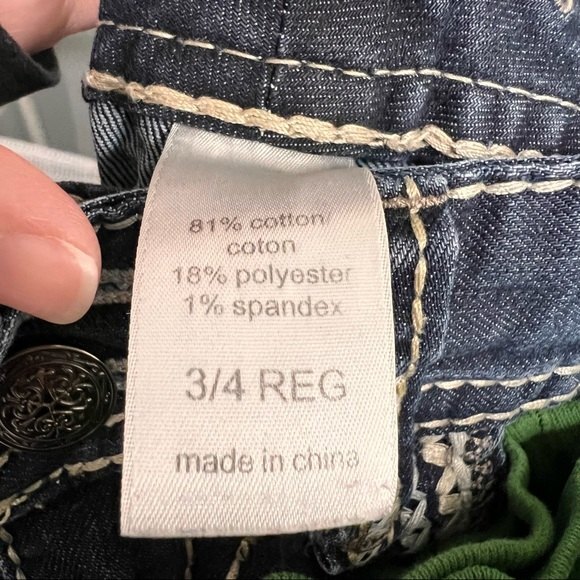 81% cotton/
coton
18% polyester
1% spandex
3/4 REG
made in china